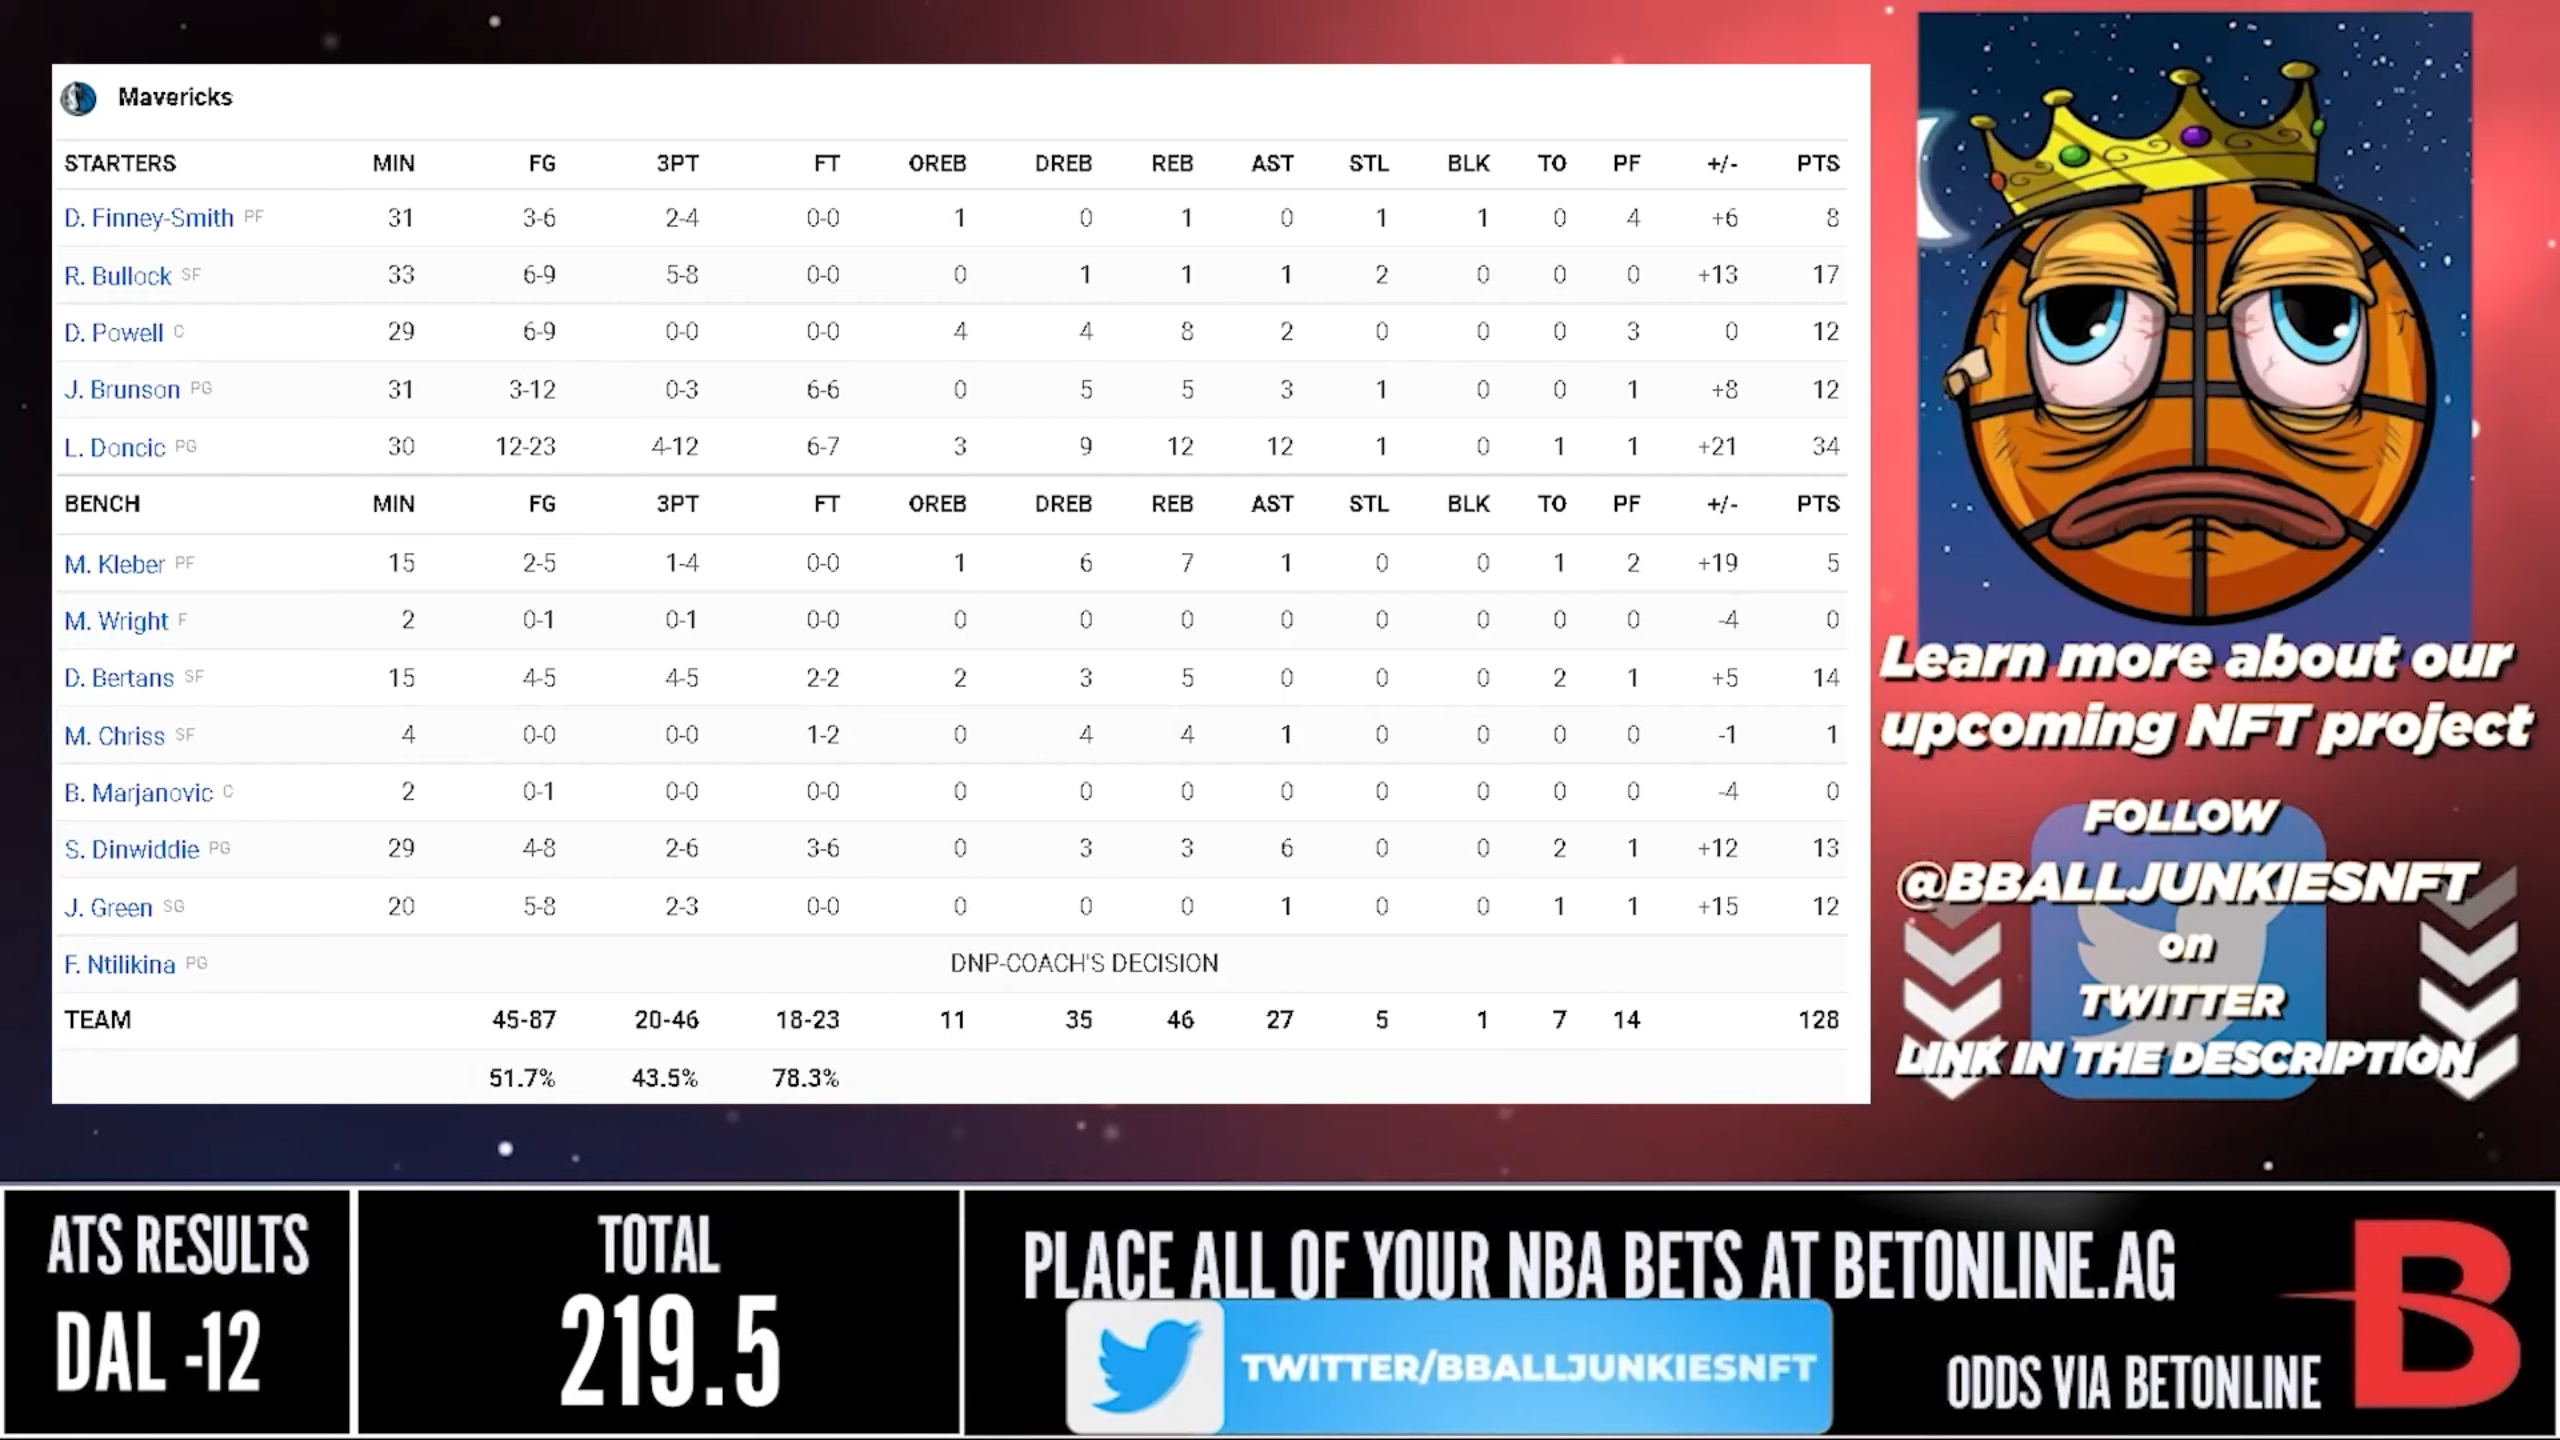 Mavericks
STARTERS MIN FG 3PT FT OREB DREB REB AST STL BLK TO PF +/- PTS
D. Finney-Smith PF 31 3-6 2-4 0-0 1 0 1 0 1 1 0 4 +6 8
R. Bullock SF 33 6-9 5-8 0-0 0 1 1 1 2 0 0 0 +13 17
D. Powell C 29 6-9 0-0 0-0 4 4 8 2 0 0 0 3 0 12
J. Brunson PG 31 3-12 0-3 6-6 0 5 5 3 1 0 0 1 +8 12
L. Doncic PG 30 12-23 4-12 6-7 3 9 12 12 1 0 1 1 +21 34
BENCH MIN FG 3PT FT OREB DREB REB AST STL BLK TO PF +/- PTS
M. Kleber PF 15 2-5 1-4 0-0 1 6 7 1 0 0 1 2 +19 5
M. Wright F 2 0-1 0-1 0-0 0 0 0 0 0 0 0 0 -4 0
D. Bertans SF 15 4-5 4-5 2-2 2 3 5 0 0 0 2 1 +5 14
M. Chriss SF 4 0-0 0-0 1-2 0 4 4 1 0 0 0 0 -1 1
B. Marjanovic C 2 0-1 0-0 0-0 0 0 0 0 0 0 0 0 -4 0
S. Dinwiddie PG 29 4-8 2-6 3-6 0 3 3 6 0 0 2 1 +12 13
J. Green SG 20 5-8 2-3 0-0 0 0 0 1 0 0 1 1 +15 12
F. Ntilikina PG DNP-COACH'S DECISION
TEAM 45-87 20-46 18-23 11 35 46 27 5 1 7 14 128
51.7% 43.5% 78.3%
Learn more about our
upcoming NFT project
FOLLOW
@BBALLJUNKIESNFT
on
TWITTER
LINK IN THE DESCRIPTION
ATS RESULTS
DAL -12
TOTAL
219.5
PLACE ALL OF YOUR NBA BETS AT BETONLINE.AG
TWITTER/BBALLJUNKIESNFT
ODDS VIA BETONLINE
B